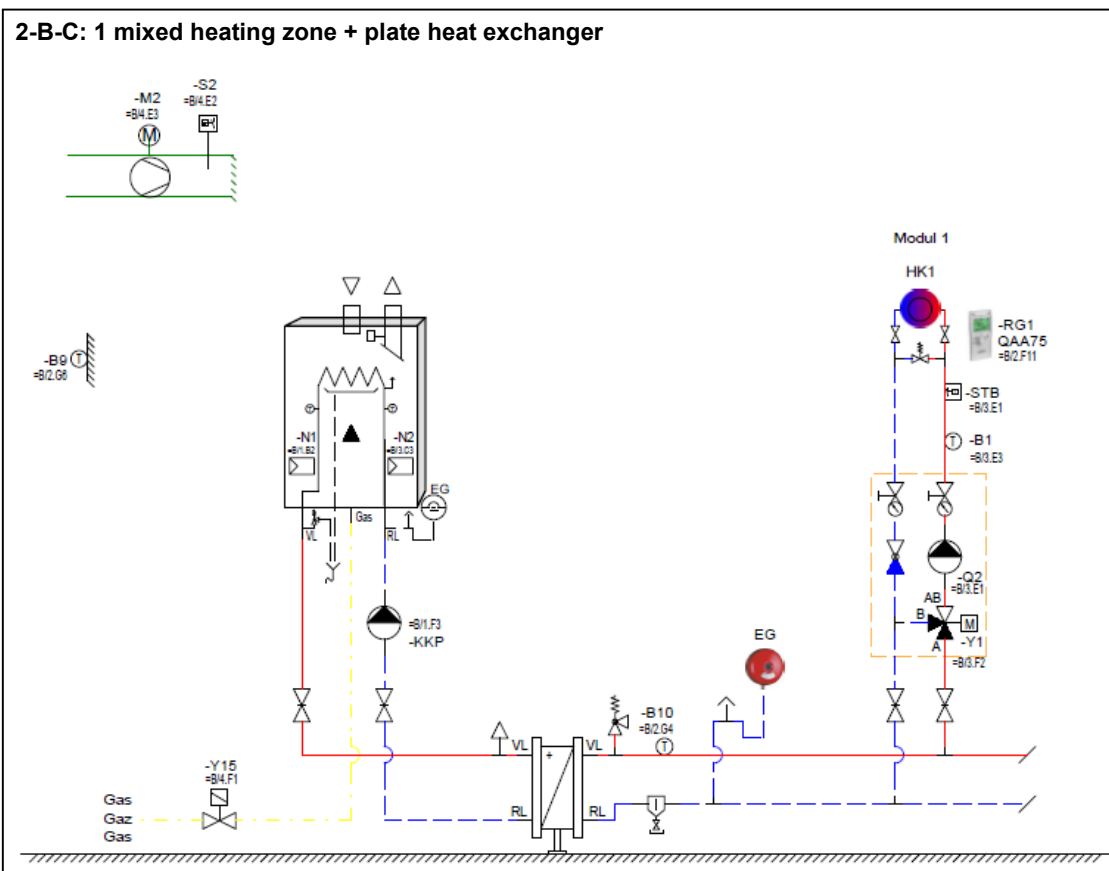 2-B-C: 1 mixed heating zone + plate heat exchanger
-S2
=B/4.E2
-M2
=B/4.E3
M
Modul 1
HK1
-RG1
QAA75
=B/2.F11
-B9
T
=B/2.G6
-STB
=B/3.E1
T
T
-N1
=B/1.B2
-N2
=B/3.C3
T
-B1
=B/3.E3
EG
Gas
VL
RL
-Q2
=B/3.E1
AB
B
M
-Y1
A
=B/3.F2
=B/1.F3
-KKP
EG
-B10
=B/2.G4
T
VL
+
VL
-Y15
=B/4.F1
Gas
Gaz
Gas
RL
RL